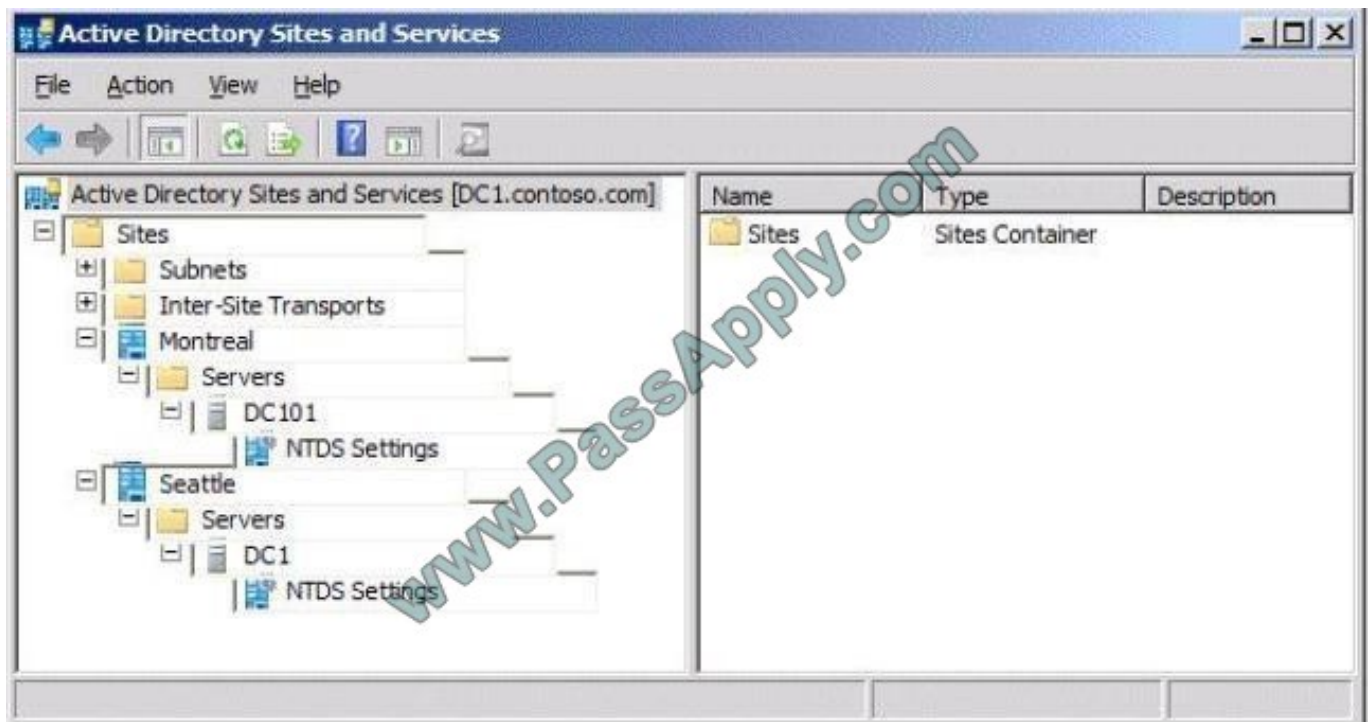 Active Directory Sites and Services
File Action View Help
Active Directory Sites and Services [DC1.contoso.com]
Name Type Description
Sites
Sites Sites Container
Subnets
Inter-Site Transports
Montreal
Servers
DC101
NTDS Settings
Seattle
Servers
DC1
NTDS Settings
www.PassApply.com